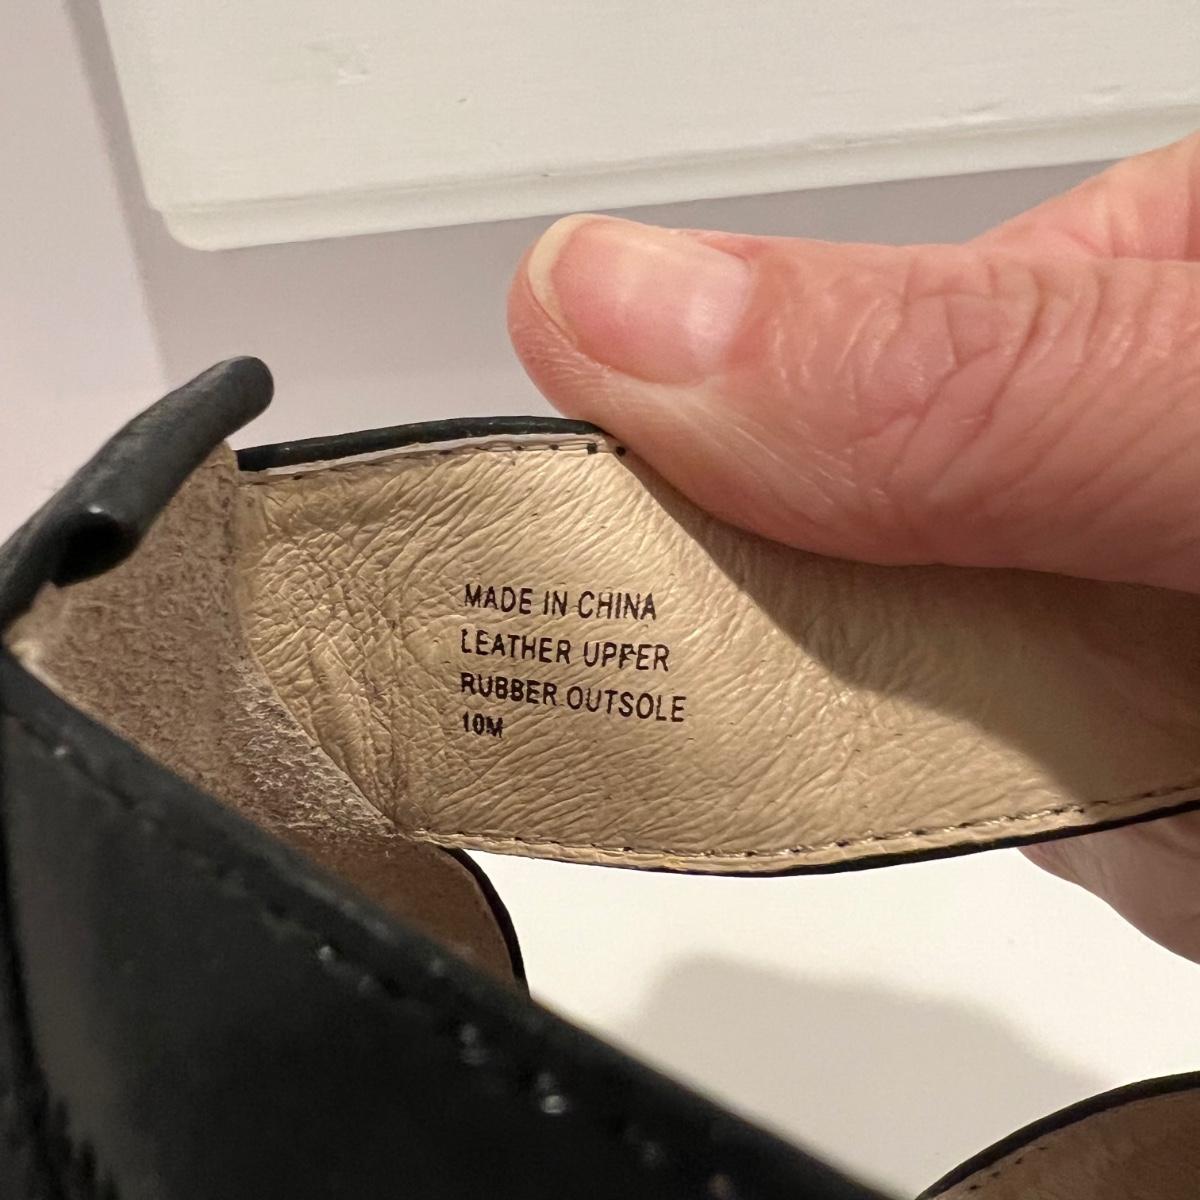 MADE IN CHINA
LEATHER UPPER
RUBBER OUTSOLE
10M